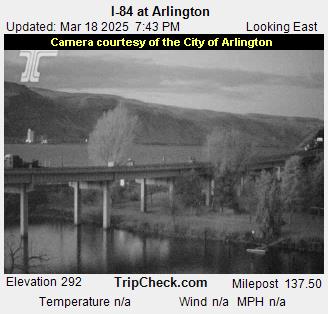 I-84 at Arlington
Updated: Mar 18 2025 7:43 PM Looking East
Camera courtesy of the City of Arlington
Elevation 292 TripCheck.com Milepost 137.50
Temperature n/a Wind n/a MPH n/a